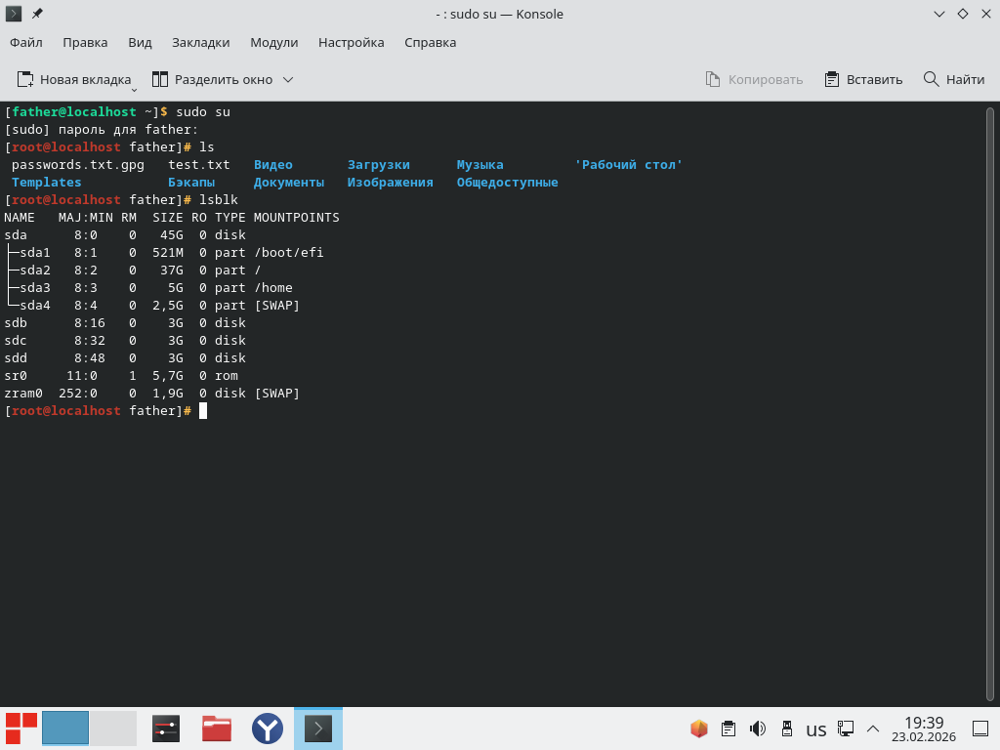 - : sudo su — Konsole
Файл Правка Вид Закладки Модули Настройка Справка
Новая вкладка Разделить окно Копировать Вставить Найти
[father@localhost ~]$ sudo su
[sudo] пароль для father:
[root@localhost father]# ls
passwords.txt.gpg test.txt Видео Загрузки Музыка 'Рабочий стол'
Templates Бэкапы Документы Изображения Общедоступные
[root@localhost father]# lsblk
NAME MAJ:MIN RM SIZE RO TYPE MOUNTPOINTS
sda 8:0 0 45G 0 disk
├─sda1 8:1 0 521M 0 part /boot/efi
├─sda2 8:2 0 37G 0 part /
├─sda3 8:3 0 5G 0 part /home
└─sda4 8:4 0 2,5G 0 part [SWAP]
sdb 8:16 0 3G 0 disk
sdc 8:32 0 3G 0 disk
sdd 8:48 0 3G 0 disk
sr0 11:0 1 5,7G 0 rom
zram0 252:0 0 1,9G 0 disk [SWAP]
[root@localhost father]#
us 19:39
23.02.2026